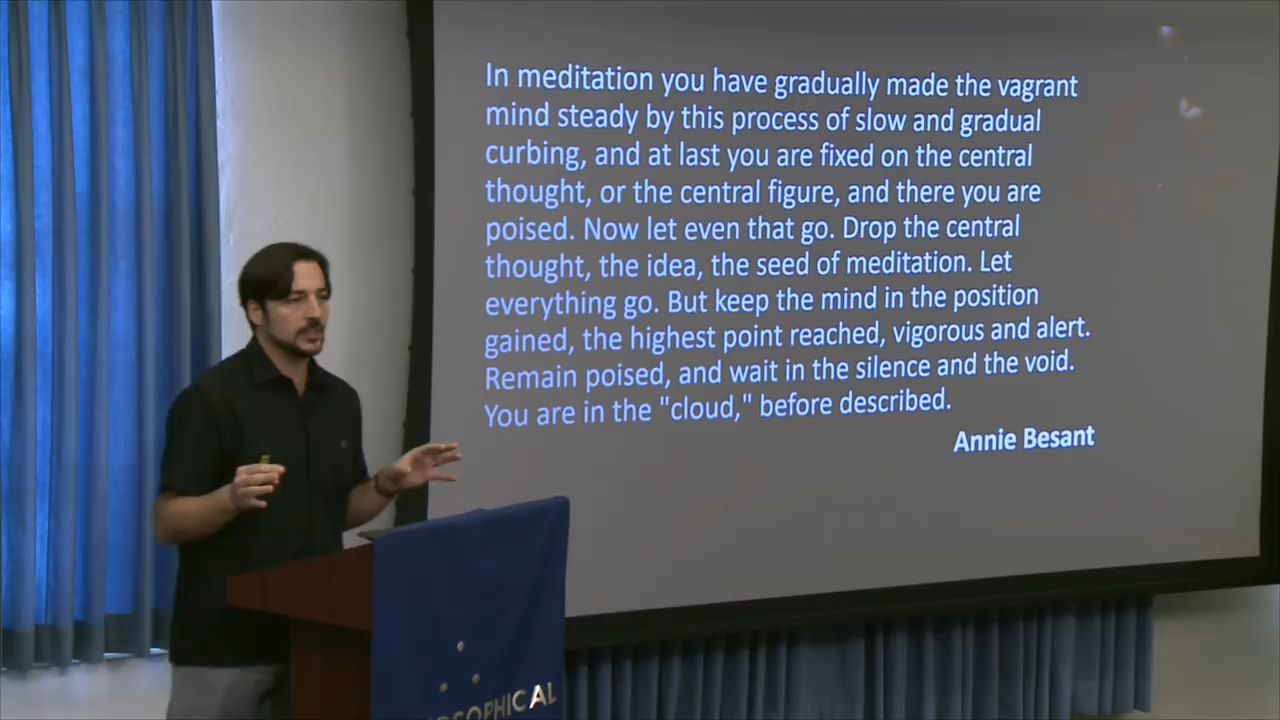 In meditation you have gradually made the vagrant
mind steady by this process of slow and gradual
curbing, and at last you are fixed on the central
thought, or the central figure, and there you are
poised. Now let even that go. Drop the central
thought, the idea, the seed of meditation. Let
everything go. But keep the mind in the position
gained, the highest point reached, vigorous and alert.
Remain poised, and wait in the silence and the void.
You are in the "cloud," before described.
Annie Besant